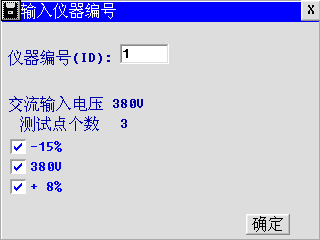 输入仪器编号 X
仪器编号(ID): 1
交流输入电压 380V
测试点个数 3
-15%
380V
+ 8%
确定